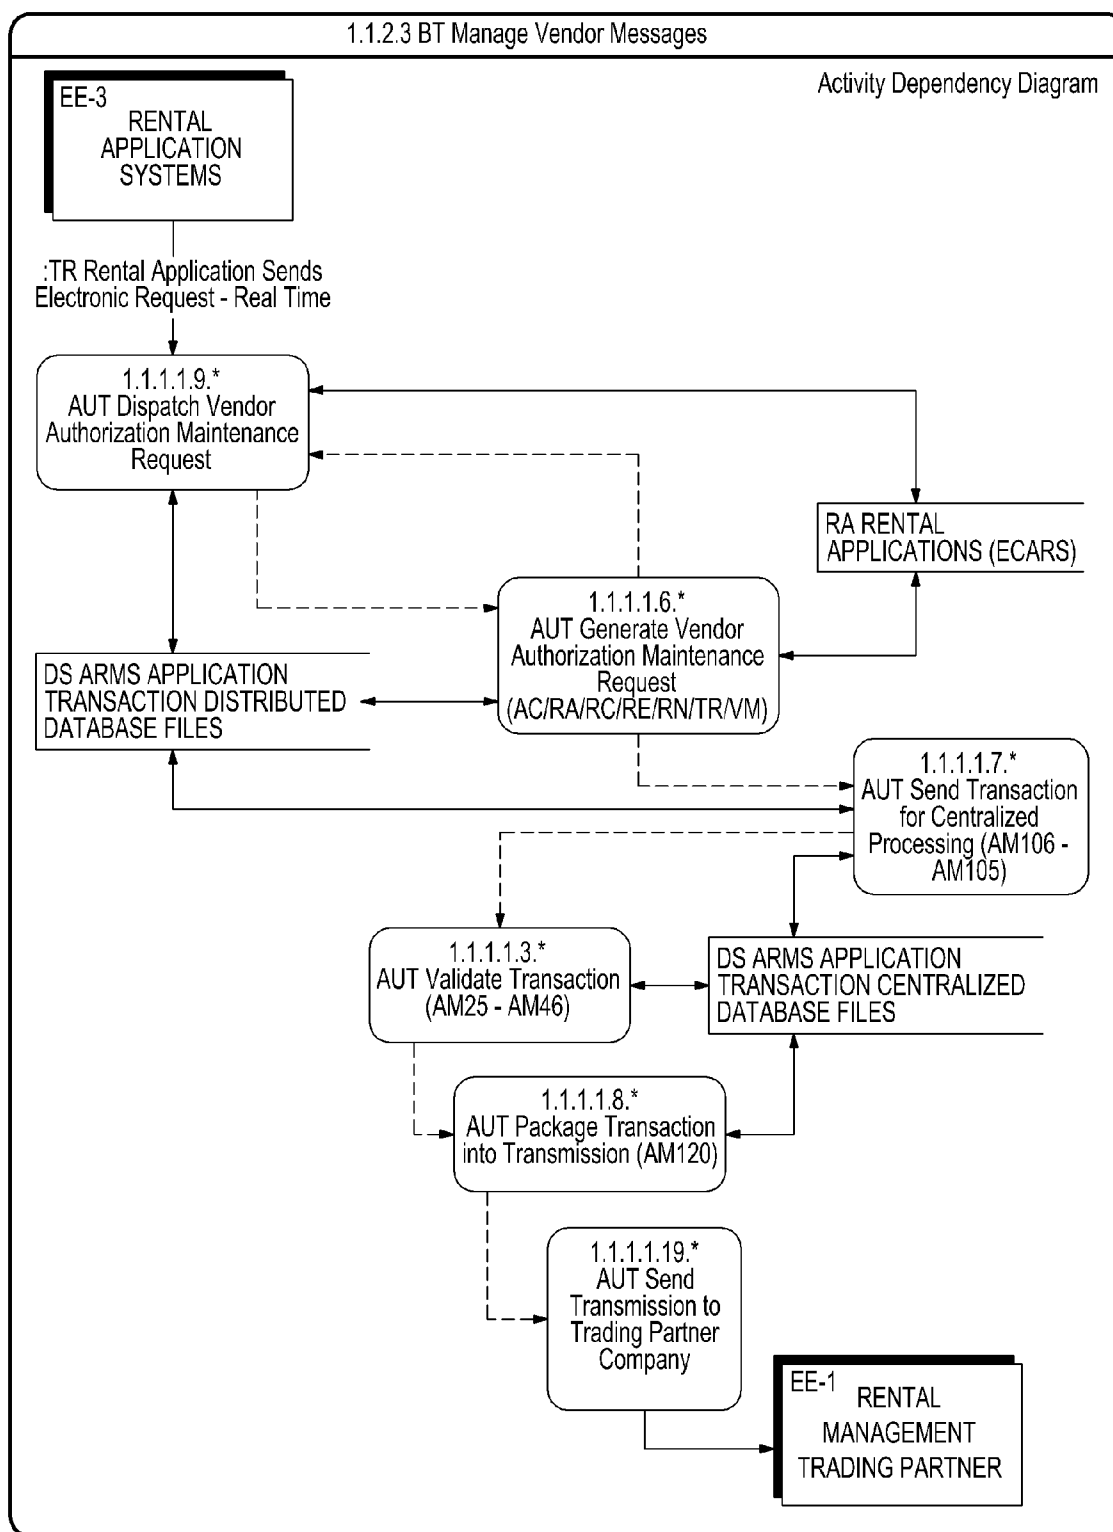 1.1.2.3 BT Manage Vendor Messages
Activity Dependency Diagram
EE-3
RENTAL
APPLICATION
SYSTEMS
:TR Rental Application Sends
Electronic Request - Real Time
1.1.1.1.9.*
AUT Dispatch Vendor
Authorization Maintenance
Request
RA RENTAL
APPLICATIONS (ECARS)
1.1.1.1.6.*
AUT Generate Vendor
Authorization Maintenance
Request
(AC/RA/RC/RE/RN/TR/VM)
DS ARMS APPLICATION
TRANSACTION DISTRIBUTED
DATABASE FILES
1.1.1.1.7.*
AUT Send Transaction
for Centralized
Processing (AM106 -
AM105)
1.1.1.1.3.*
AUT Validate Transaction
(AM25 - AM46)
DS ARMS APPLICATION
TRANSACTION CENTRALIZED
DATABASE FILES
1.1.1.1.8.*
AUT Package Transaction
into Transmission (AM120)
1.1.1.1.19.*
AUT Send
Transmission to
Trading Partner
Company
EE-1
RENTAL
MANAGEMENT
TRADING PARTNER